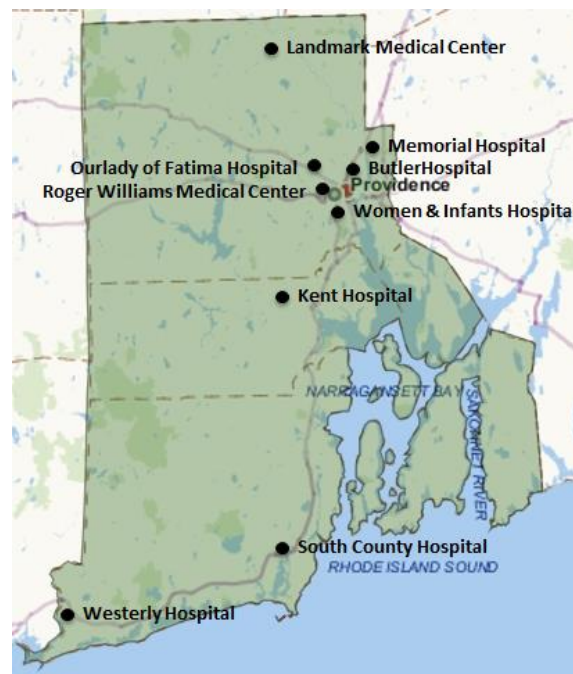 Landmark Medical Center
Memorial Hospital
Ourlady of Fatima Hospital
ButlerHospital
Roger Williams Medical Center
Providence
Women & Infants Hospita
Kent Hospital
NARRAGANSETT BAY
SAKONNET RIVER
South County Hospital
RHODE ISLAND SOUND
Westerly Hospital